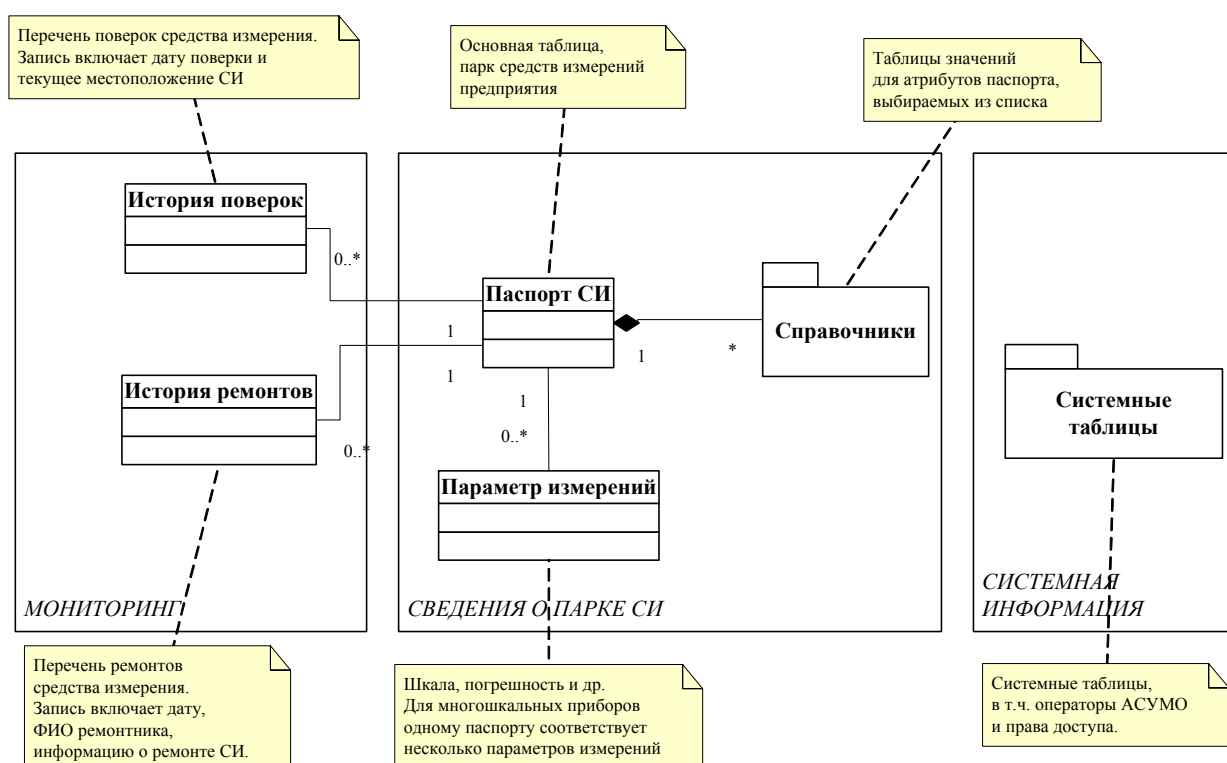 Перечень поверок средства измерения.
Запись включает дату поверки и
текущее местоположение СИ
Основная таблица,
парк средств измерений
предприятия
Таблицы значений
для атрибутов паспорта,
выбираемых из списка
История поверок
0..*
1
Паспорт СИ
1
*
Справочники
История ремонтов
0..*
1
1
0..*
Параметр измерений
Системные
таблицы
МОНИТОРИНГ
СВЕДЕНИЯ О ПАРКЕ СИ
СИСТЕМНАЯ
ИНФОРМАЦИЯ
Перечень ремонтов
средства измерения.
Запись включает дату,
ФИО ремонтника,
информацию о ремонте СИ.
Шкала, погрешность и др.
Для многошкальных приборов
одному паспорту соответствует
несколько параметров измерений
Системные таблицы,
в т.ч. операторы АСУМО
и права доступа.